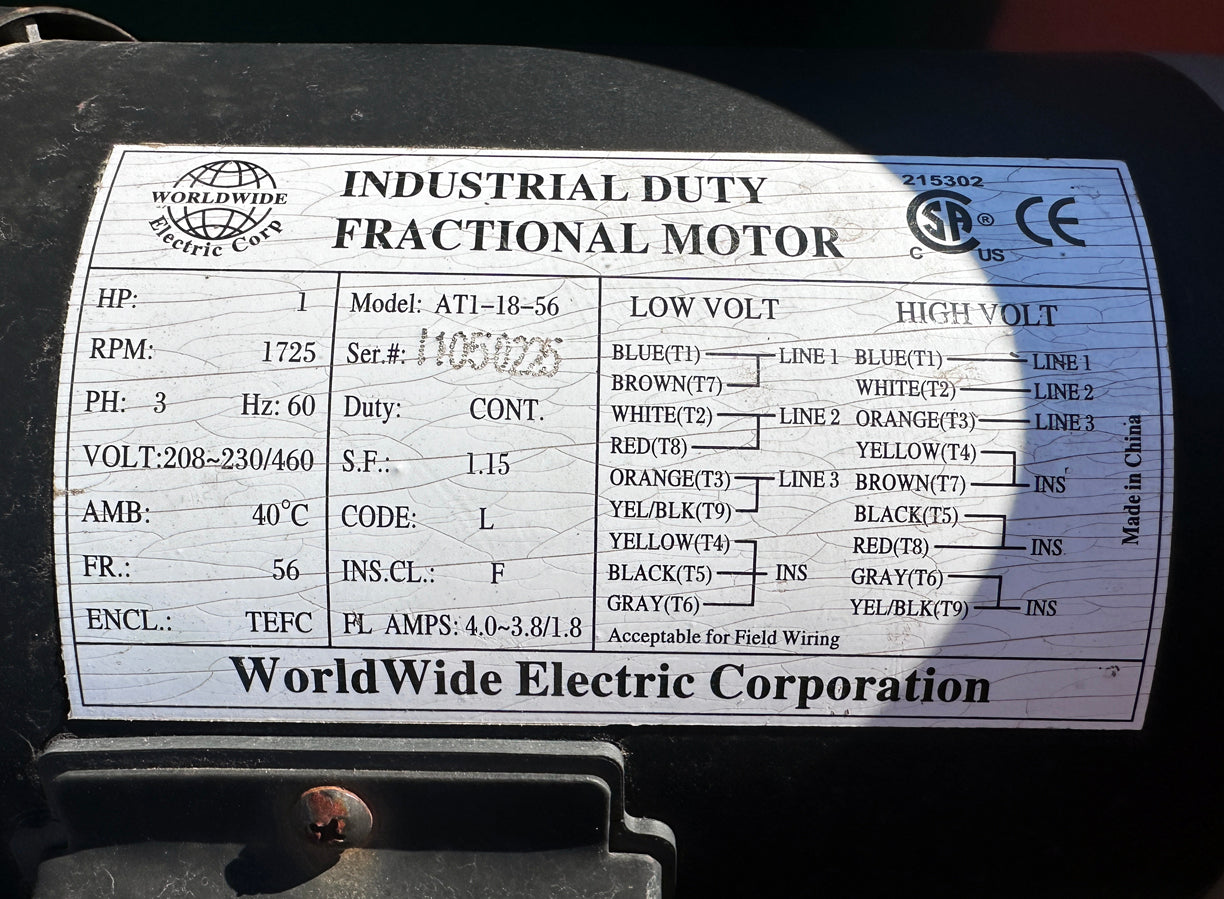 WORLDWIDE
Electric Corp
INDUSTRIAL DUTY
FRACTIONAL MOTOR
215302
CSA ® CE
C US
HP: 1
RPM: 1725
PH: 3 Hz: 60
VOLT:208~230/460
AMB: 40°C
FR.: 56
ENCL.: TEFC
Model: AT1-18-56
Ser.#: 11050225
Duty: CONT.
S.F.: 1.15
CODE: L
INS.CL.: F
FL AMPS: 4.0~3.8/1.8
LOW VOLT
BLUE(T1) LINE 1
BROWN(T7)
WHITE(T2) LINE 2
RED(T8)
ORANGE(T3) LINE 3
YEL/BLK(T9)
YELLOW(T4)
BLACK(T5) INS
GRAY(T6)
Acceptable for Field Wiring
HIGH VOLT
BLUE(T1) LINE 1
WHITE(T2) LINE 2
ORANGE(T3) LINE 3
YELLOW(T4)
BROWN(T7) INS
BLACK(T5)
RED(T8) INS
GRAY(T6)
YEL/BLK(T9) INS
Made in China
WorldWide Electric Corporation